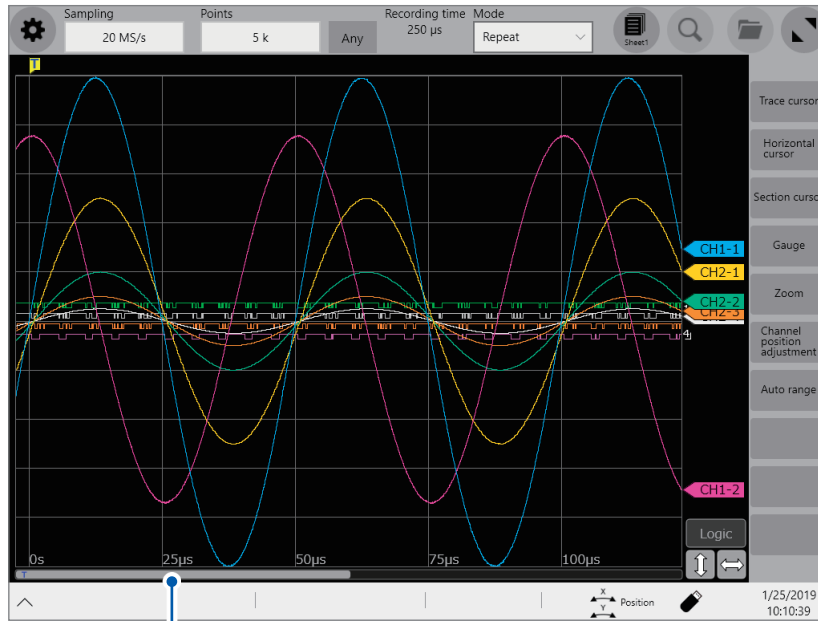 Sampling
20 MS/s
Points
5 k
Any
Recording time
250 µs
Mode
Repeat
Sheet1
T
Trace cursor
Horizontal
cursor
Section curso
Gauge
Zoom
Channel
position
adjustment
Auto range
CH1-1
CH2-1
CH2-2
CH2-3
CH1-2
Logic
0s
25µs
50µs
75µs
100µs
T
X
Y
Position
1/25/2019
10:10:39